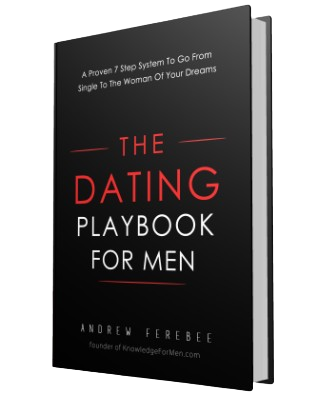 A Proven 7 Step System To Go From
Single To The Woman Of Your Dreams
THE
DATING
PLAYBOOK
FOR MEN
ANDREW FEREBEE
founder of KnowledgeForMen.com